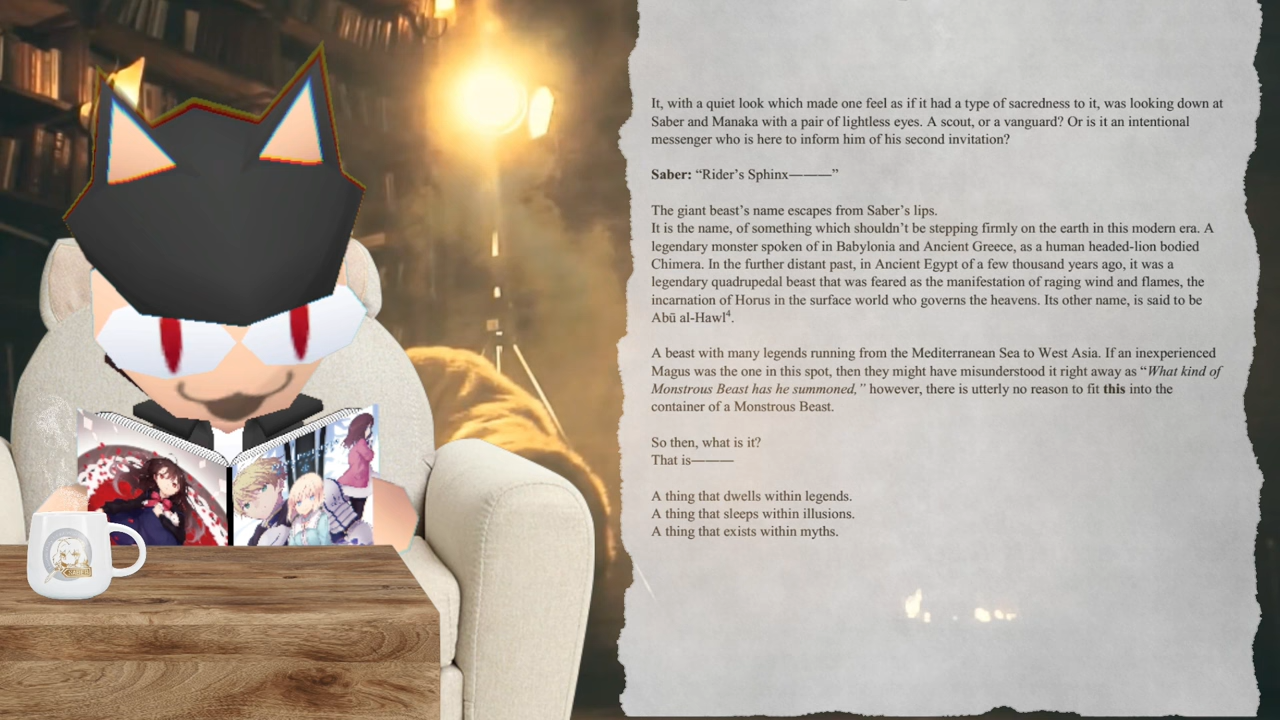 It, with a quiet look which made one feel as if it had a type of sacredness to it, was looking down at
Saber and Manaka with a pair of lightless eyes. A scout, or a vanguard? Or is it an intentional
messenger who is here to inform him of his second invitation?
Saber: “Rider’s Sphinx———”
The giant beast’s name escapes from Saber’s lips.
It is the name, of something which shouldn’t be stepping firmly on the earth in this modern era. A
legendary monster spoken of in Babylonia and Ancient Greece, as a human headed-lion bodied
Chimera. In the further distant past, in Ancient Egypt of a few thousand years ago, it was a
legendary quadrupedal beast that was feared as the manifestation of raging wind and flames, the
incarnation of Horus in the surface world who governs the heavens. Its other name, is said to be
Abū al-Hawl⁴.
A beast with many legends running from the Mediterranean Sea to West Asia. If an inexperienced
Magus was the one in this spot, then they might have misunderstood it right away as “What kind of
Monstrous Beast has he summoned,” however, there is utterly no reason to fit this into the
container of a Monstrous Beast.
So then, what is it?
That is———
A thing that dwells within legends.
A thing that sleeps within illusions.
A thing that exists within myths.